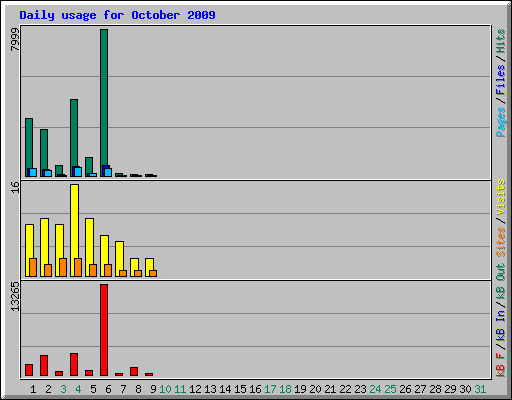 Daily usage for October 2009
7999
Pages / Files / Hits
16
Sites / Visits
13265
kB F / kB In / kB Out
1 2 3 4 5 6 7 8 9 10 11 12 13 14 15 16 17 18 19 20 21 22 23 24 25 26 27 28 29 30 31